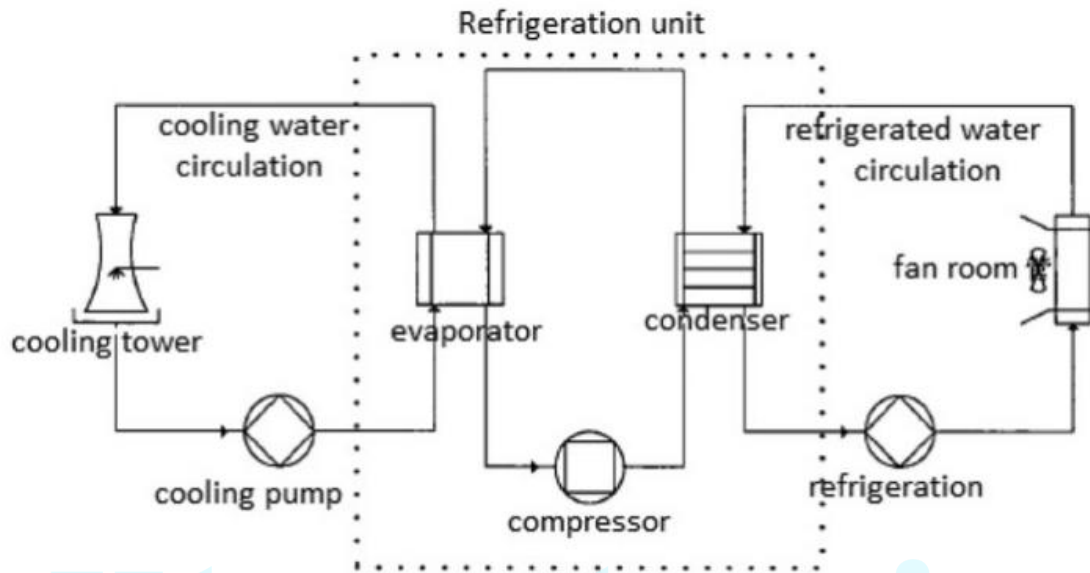 Refrigeration unit
cooling water
circulation
refrigerated water
circulation
fan room
evaporator
condenser
cooling tower
cooling pump
compressor
refrigeration